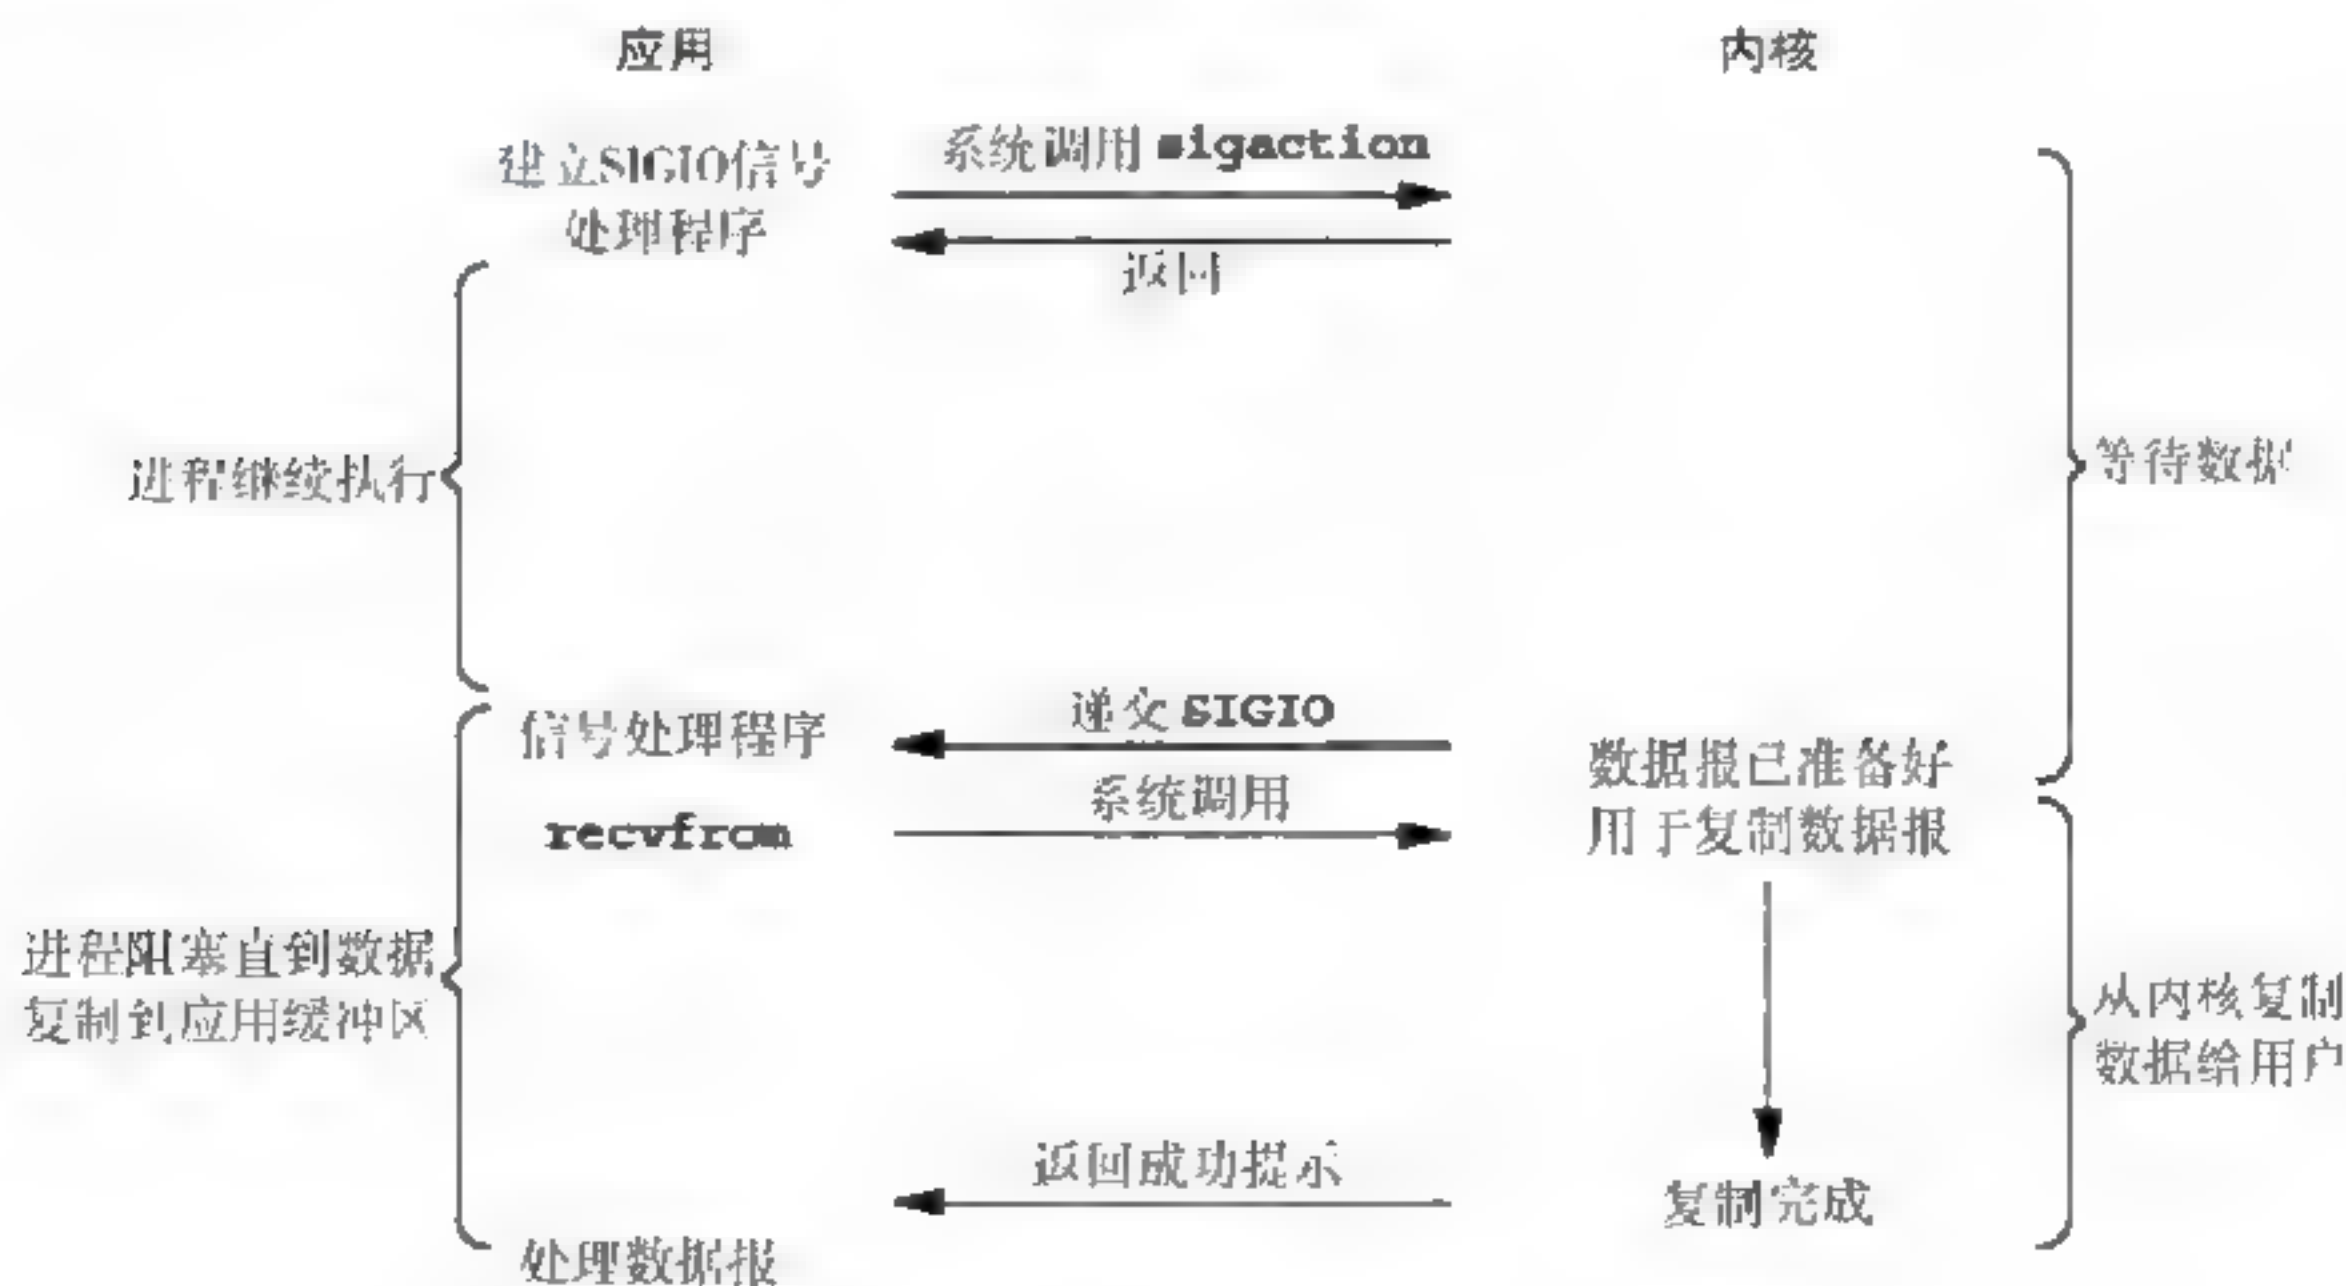 应用
内核
建立SIGIO信号
处理程序
系统调用 sigaction
返回
进程继续执行
等待数据
信号处理程序
递交 SIGIO
数据报已准备好
用于复制数据报
系统调用
recvfrom
进程阻塞直到数据
复制到应用缓冲区
从内核复制
数据给用户
返回成功提示
复制完成
处理数据报